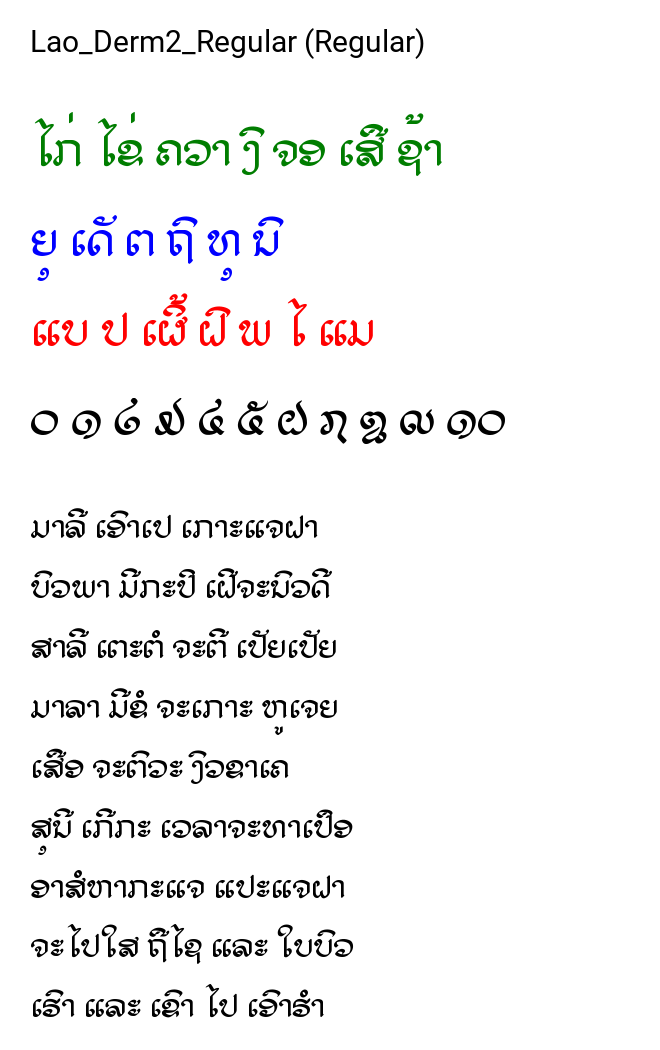 Lao_Derm2_Regular (Regular)
ໄກ່ ໄຂ່ ຄວາ ງົ ຈອ ເສື ຊ້າ
ຍຸ ເດັ ຕ ຖົ ທຸ ນົ
ແບ ປ ເຜິ້ ຝົ ພ ໄ ແມ
໐ ໑ ໒ ໓ ໔ ໕ ໖ ໗ ໘ ໙ ໑໐
ມາລີ ເອົາເປ ເກາະແຈຝາ
ບົວພາ ມີກະປິ ເຝີຈະນົວດີ
ສາລີ ເຕະຕໍ ຈະຕີ ເປັຍເປັຍ
ມາລາ ມີຂໍ ຈະເກາະ ຫູເຈຍ
ເສືອ ຈະຕົວະ ງົວຂາເຄ
ສຸນີ ເກີກະ ເວລາຈະທາເປືອ
ອາສໍຫາກະແຈ ແປະແຈຝາ
ຈະໄປໃສ ຖືໄຊ ແລະ ໃບບົວ
ເຮົາ ແລະ ເຂົາ ໄປ ເອົາຮໍາ